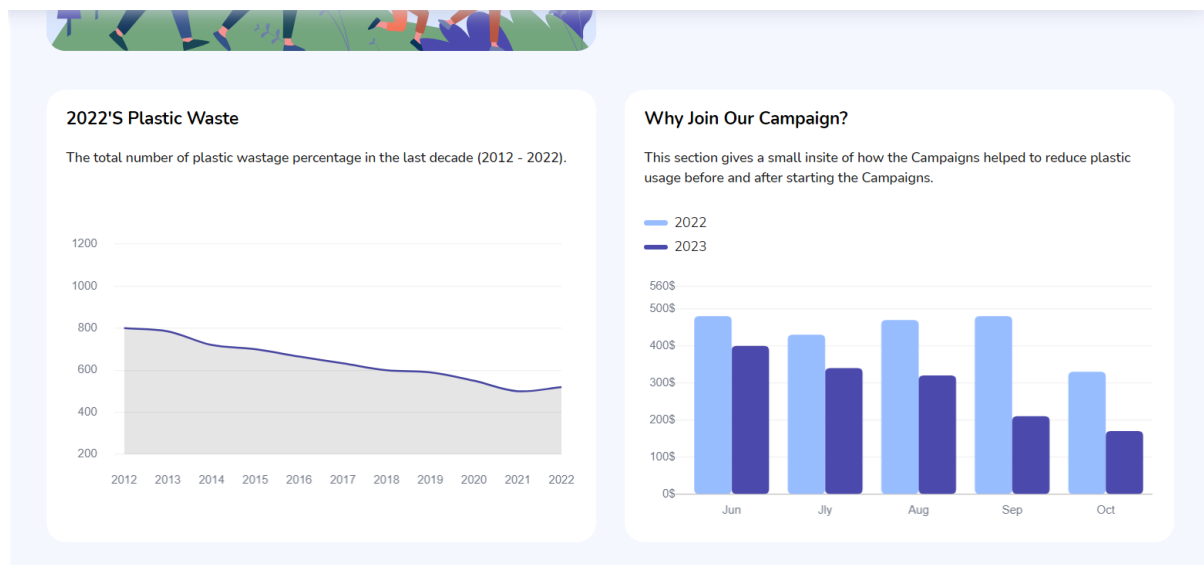 2022'S Plastic Waste
The total number of plastic wastage percentage in the last decade (2012 - 2022).
1200
1000
800
600
400
200
2012 2013 2014 2015 2016 2017 2018 2019 2020 2021 2022
Why Join Our Campaign?
This section gives a small insite of how the Campaigns helped to reduce plastic
usage before and after starting the Campaigns.
2022
2023
560$
500$
400$
300$
200$
100$
0$
Jun Jly Aug Sep Oct